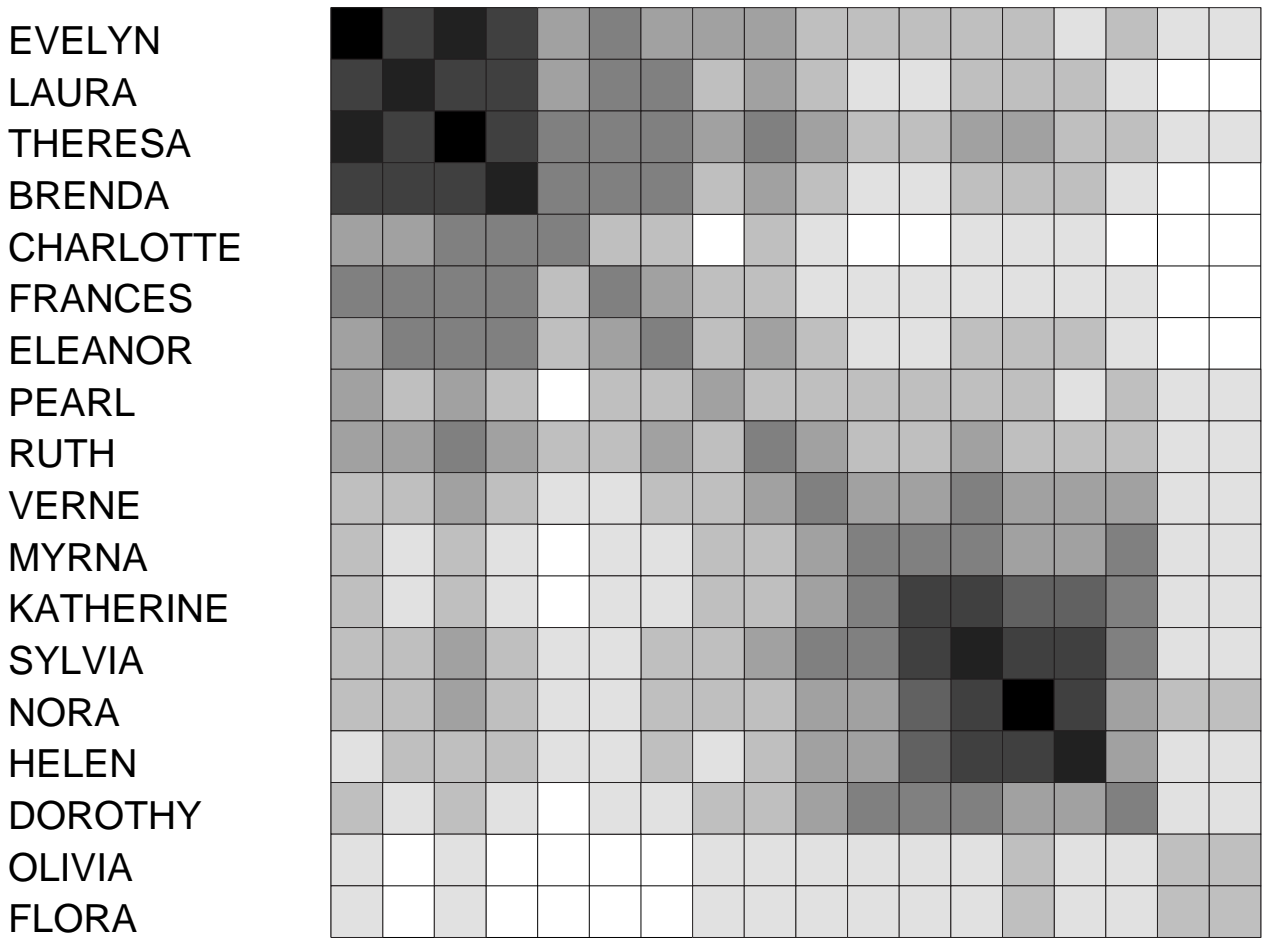 EVELYN
LAURA
THERESA
BRENDA
CHARLOTTE
FRANCES
ELEANOR
PEARL
RUTH
VERNE
MYRNA
KATHERINE
SYLVIA
NORA
HELEN
DOROTHY
OLIVIA
FLORA